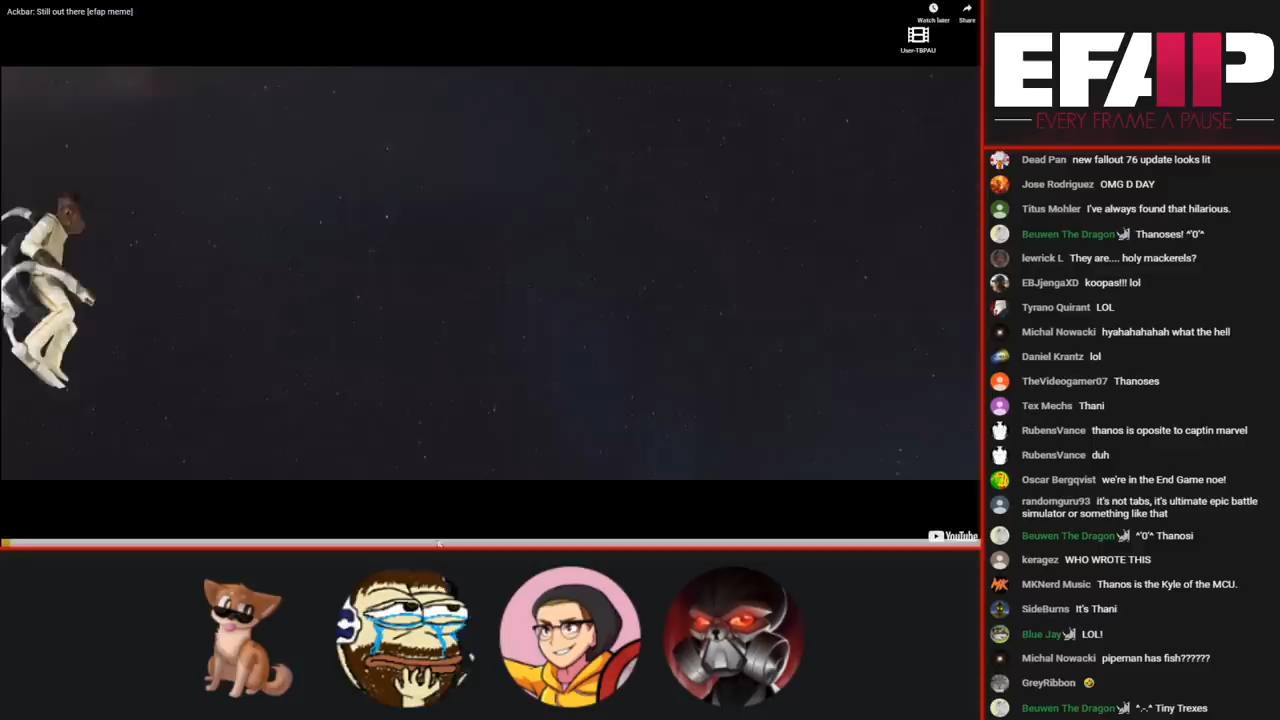 Ackbar: Still out there [efap meme]
Watch later
Share
User-TBPAU
YouTube
EFAP
EVERY FRAME A PAUSE
Dead Pan new fallout 76 update looks lit
Jose Rodriguez OMG D DAY
Titus Mohler I've always found that hilarious.
Beuwen The Dragon Thanoses! ^'0'^
lewrick L They are.... holy mackerels?
EBJjengaXD koopas!!! lol
Tyrano Quirant LOL
Michal Nowacki hyahahahahah what the hell
Daniel Krantz lol
TheVideogamer07 Thanoses
Tex Mechs Thani
RubensVance thanos is oposite to captin marvel
RubensVance duh
Oscar Bergqvist we're in the End Game noe!
randomguru93 it's not tabs, it's ultimate epic battle
simulator or something like that
Beuwen The Dragon ^'0'^ Thanosi
keragez WHO WROTE THIS
MKNerd Music Thanos is the Kyle of the MCU.
SideBurns It's Thani
Blue Jay LOL!
Michal Nowacki pipeman has fish??????
GreyRibbon 🤣
Beuwen The Dragon ^.-.^ Tiny Trexes